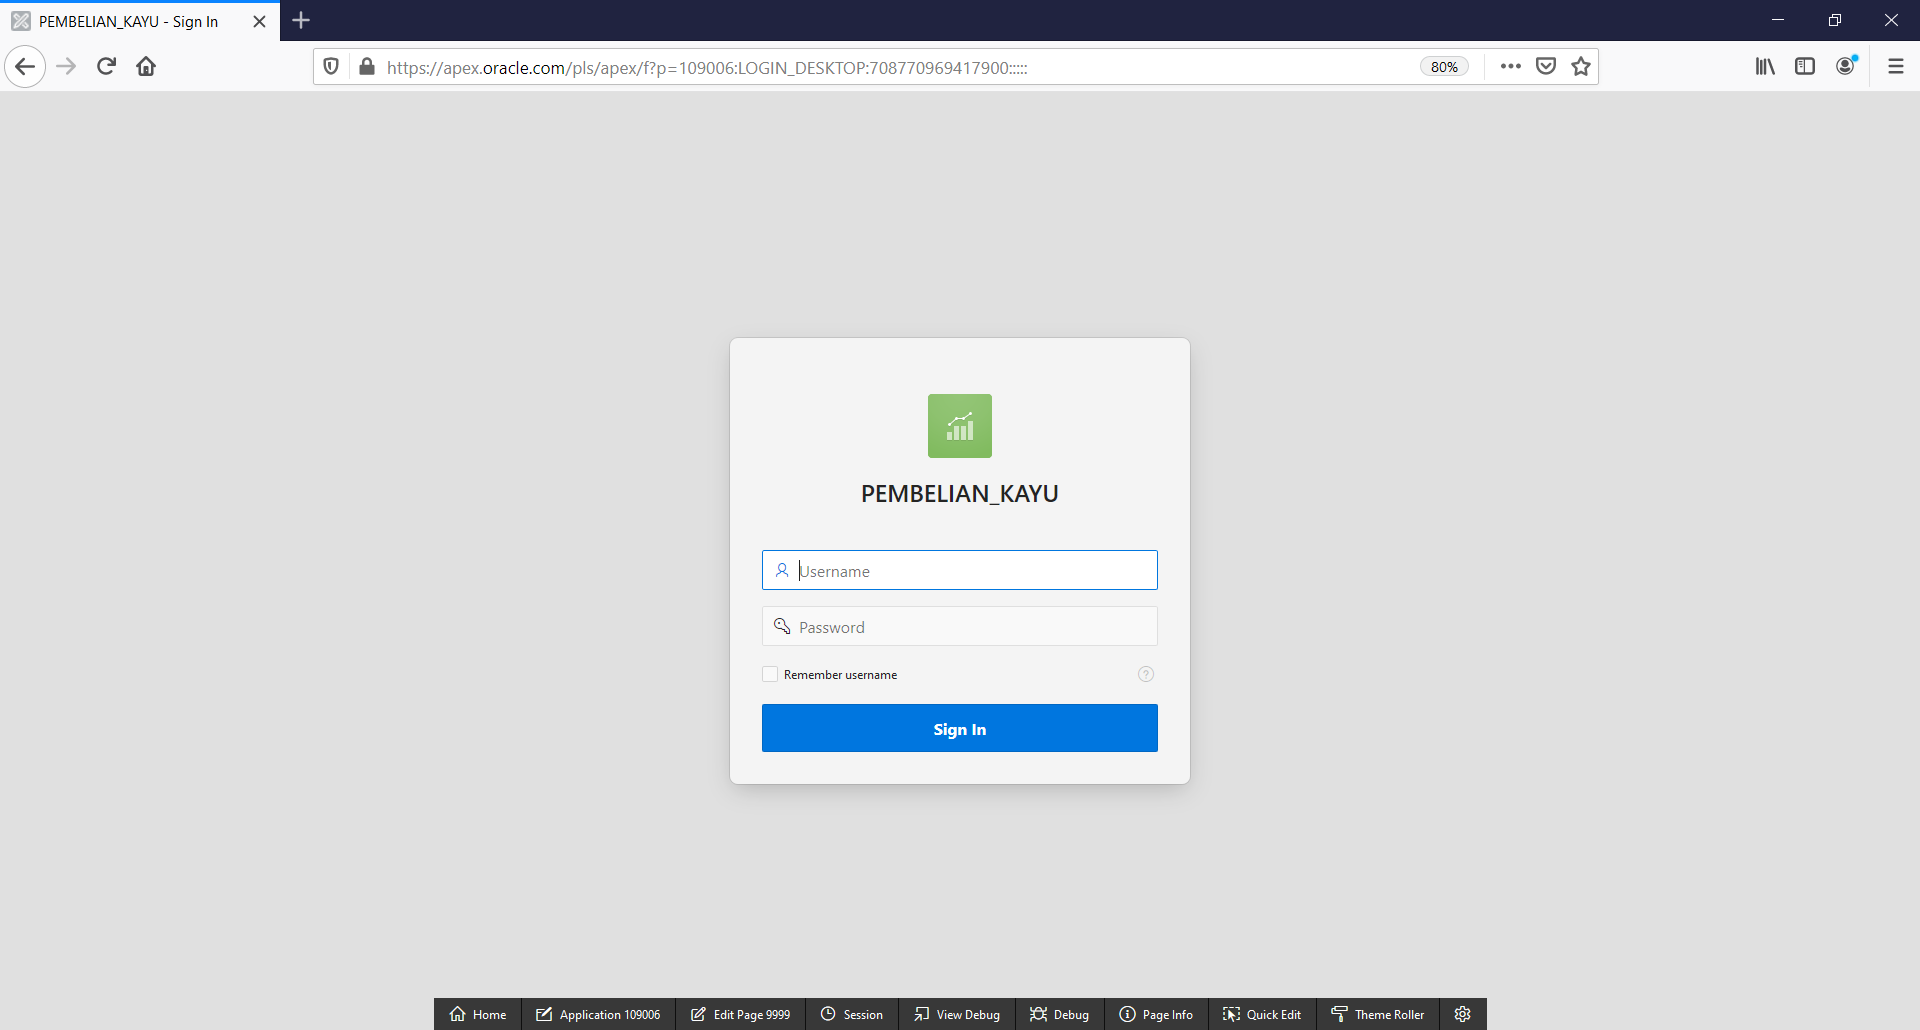 PEMBELIAN_KAYU - Sign In
https://apex.oracle.com/pls/apex/f?p=109006:LOGIN_DESKTOP:708770969417900:::::
80%
PEMBELIAN_KAYU
Username
Password
Remember username
?
Sign In
Home
Application 109006
Edit Page 9999
Session
View Debug
Debug
Page Info
Quick Edit
Theme Roller